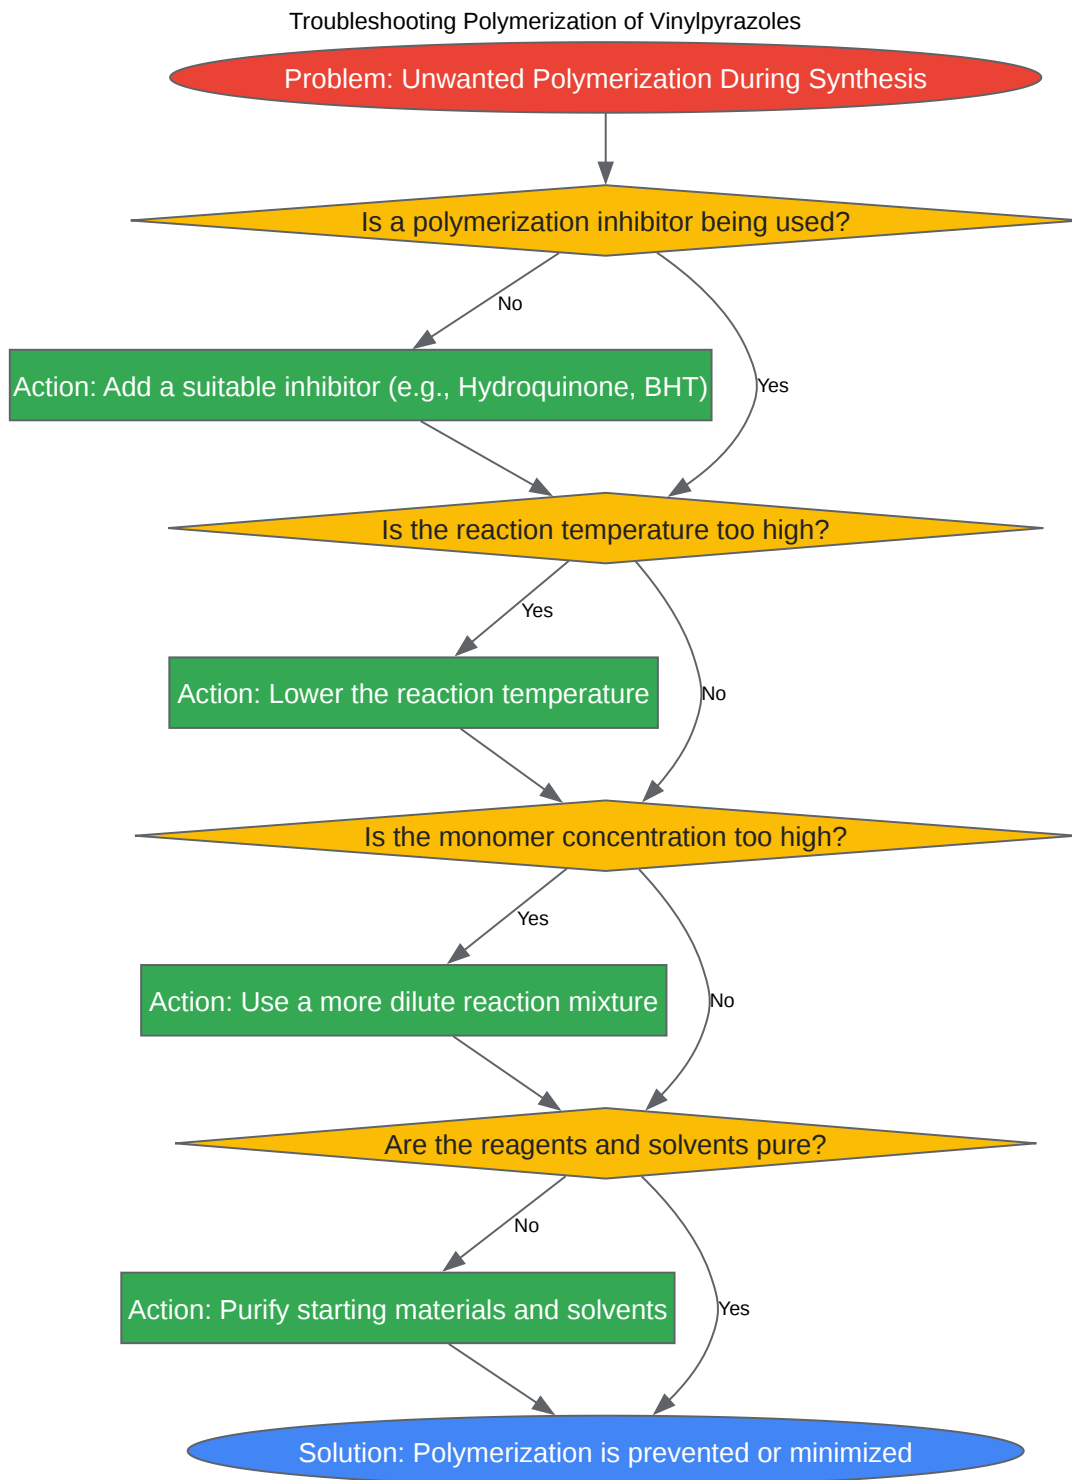 Troubleshooting Polymerization of Vinylpyrazoles
Problem: Unwanted Polymerization During Synthesis
Is a polymerization inhibitor being used?
No
Action: Add a suitable inhibitor (e.g., Hydroquinone, BHT)
Yes
Is the reaction temperature too high?
Yes
Action: Lower the reaction temperature
No
Is the monomer concentration too high?
Yes
Action: Use a more dilute reaction mixture
No
Are the reagents and solvents pure?
No
Action: Purify starting materials and solvents
Yes
Solution: Polymerization is prevented or minimized